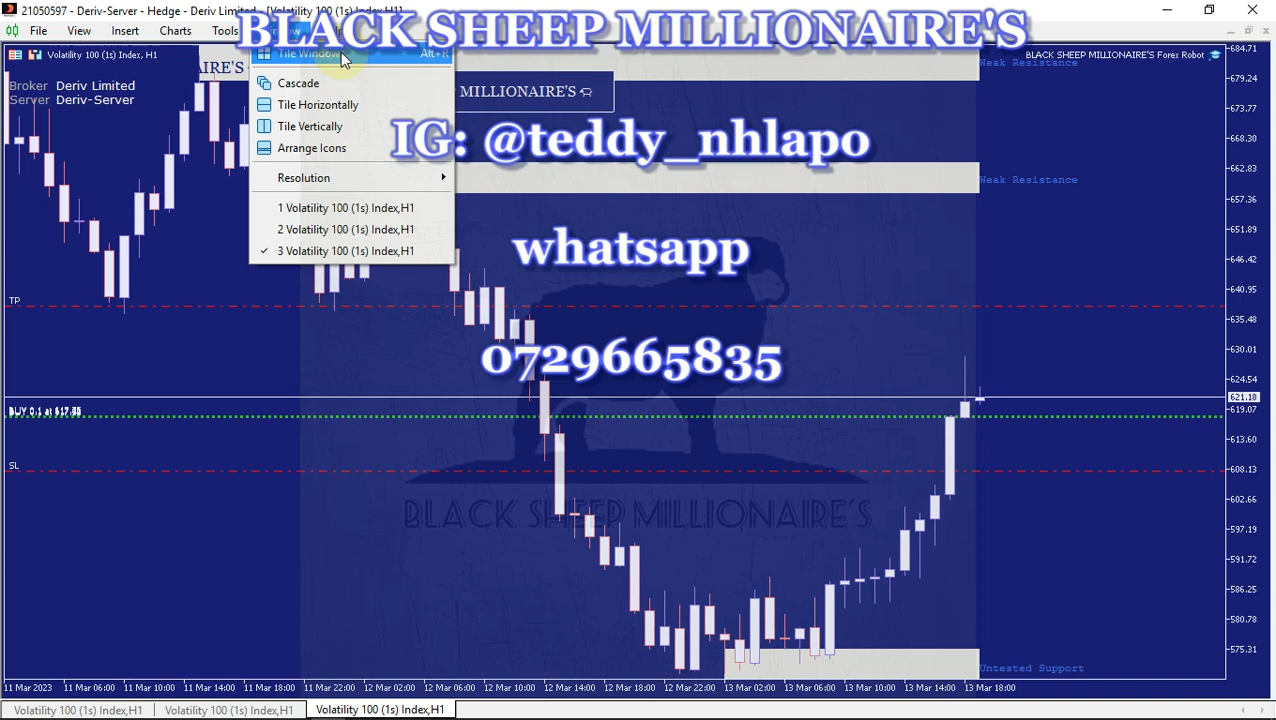 21050597 - Deriv-Server - Hedge - Deriv Limited - [Volatility 100 (1s) Index,H1]
BLACK SHEEP MILLIONAIRE'S
File View Insert Charts Tools
Volatility 100 (1s) Index,H1
BLACK SHEEP MILLIONAIRE'S Forex Robot
Tile Windows Alt+R
Weak Resistance
Broker Deriv Limited
Server Deriv-Server
MILLIONAIRE'S
Cascade
Tile Horizontally
Tile Vertically
Arrange Icons
Resolution
1 Volatility 100 (1s) Index,H1
2 Volatility 100 (1s) Index,H1
3 Volatility 100 (1s) Index,H1
IG: @teddy_nhlapo
Weak Resistance
whatsapp
0729665835
TP
SL
BLACK SHEEP MILLIONAIRE'S
Untested Support
684.71
679.24
673.77
668.30
662.83
657.36
651.89
646.42
640.95
635.48
630.01
624.54
621.18
619.07
613.60
608.13
602.66
597.19
591.72
586.25
580.78
575.31
11 Mar 2023 11 Mar 06:00 11 Mar 10:00 11 Mar 14:00 11 Mar 18:00 11 Mar 22:00 12 Mar 02:00 12 Mar 06:00 12 Mar 10:00 12 Mar 14:00 12 Mar 18:00 12 Mar 22:00 13 Mar 02:00 13 Mar 06:00 13 Mar 10:00 13 Mar 14:00 13 Mar 18:00
Volatility 100 (1s) Index,H1 Volatility 100 (1s) Index,H1 Volatility 100 (1s) Index,H1